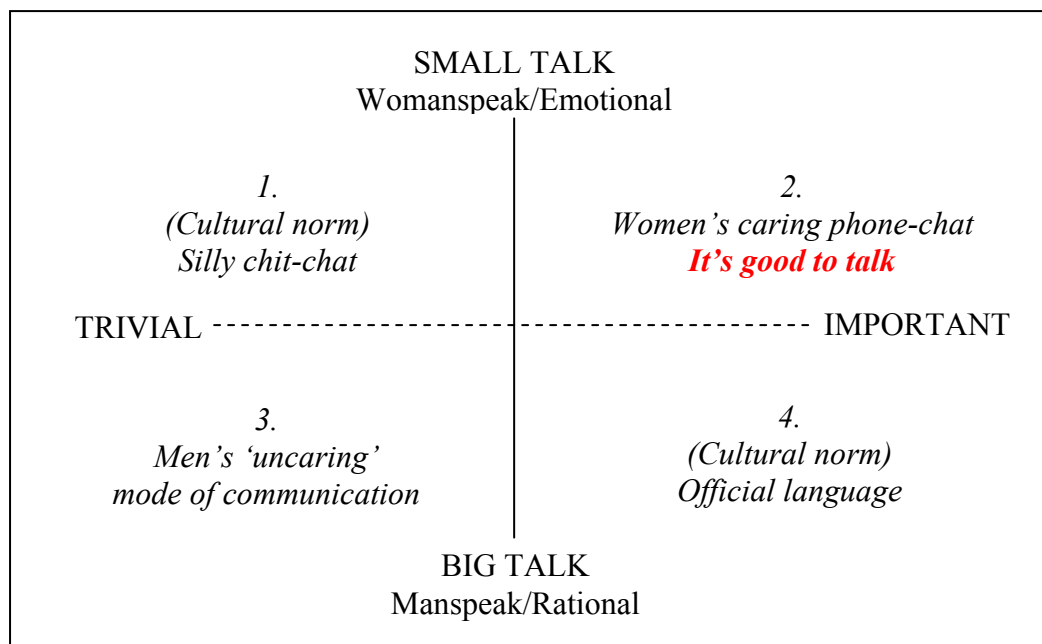 SMALL TALK
Womanspeak/Emotional
1.
(Cultural norm)
Silly chit-chat
2.
Women’s caring phone-chat
It’s good to talk
TRIVIAL
IMPORTANT
3.
Men’s ‘uncaring’
mode of communication
4.
(Cultural norm)
Official language
BIG TALK
Manspeak/Rational